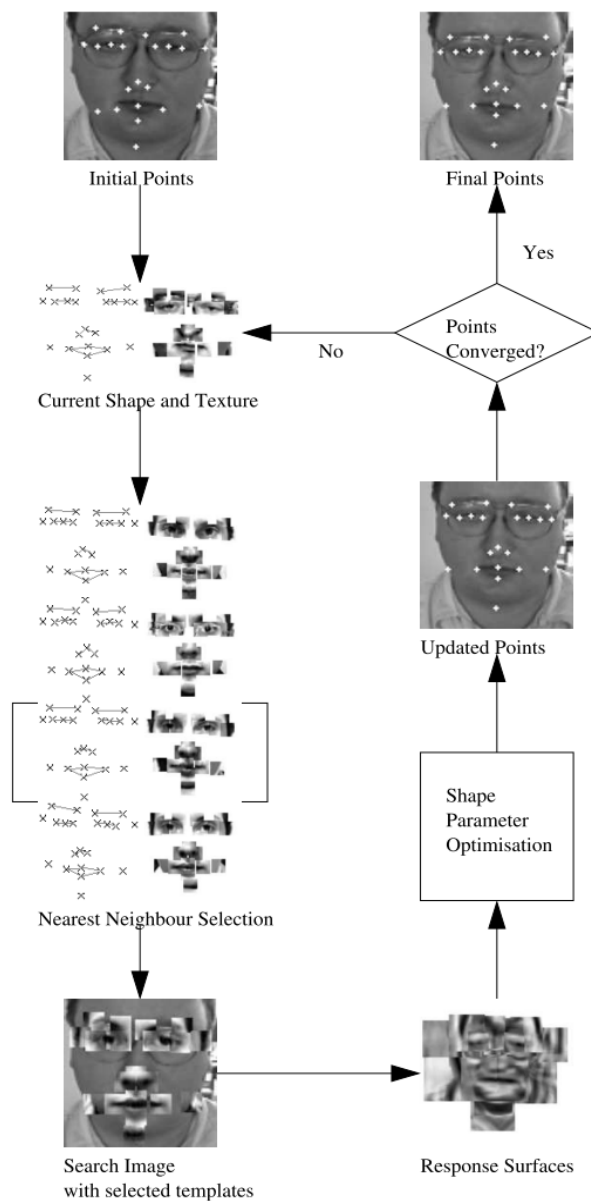 Initial Points
Final Points
Yes
No
Points
Converged?
Current Shape and Texture
Updated Points
Shape
Parameter
Optimisation
Nearest Neighbour Selection
Search Image
with selected templates
Response Surfaces